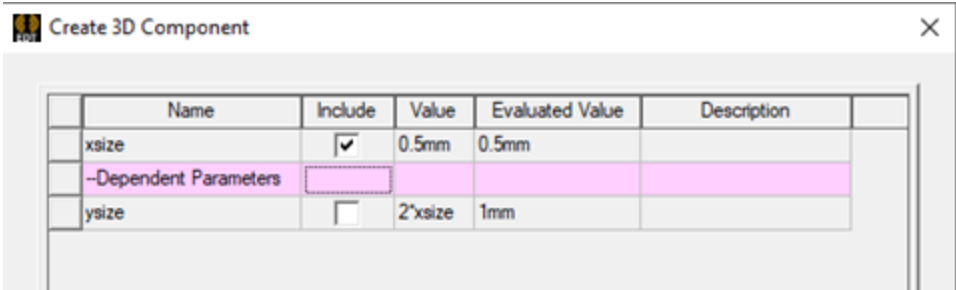 EDT
Create 3D Component
Name Include Value Evaluated Value Description
xsize 0.5mm 0.5mm
--Dependent Parameters
ysize 2*xsize 1mm